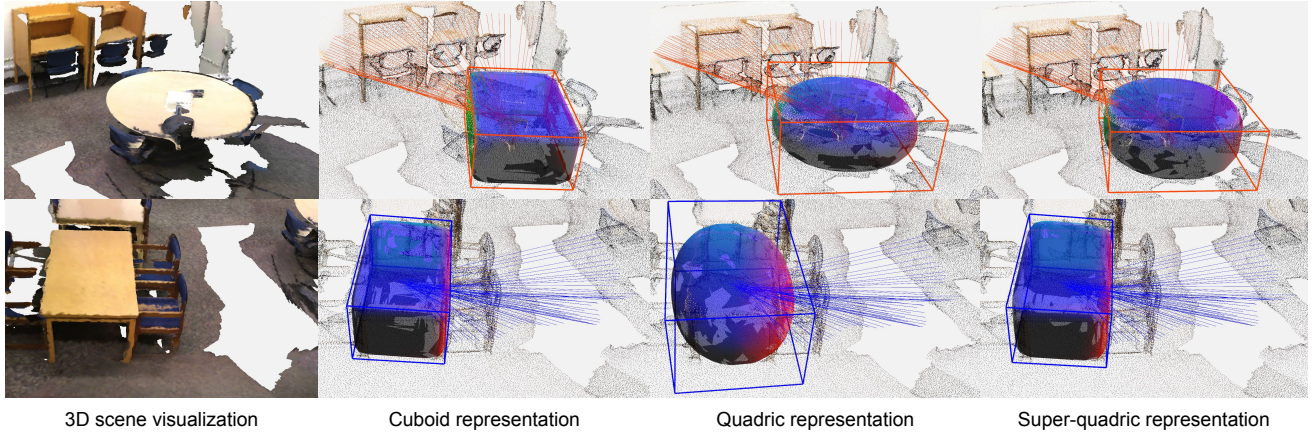 3D scene visualization
Cuboid representation
Quadric representation
Super-quadric representation